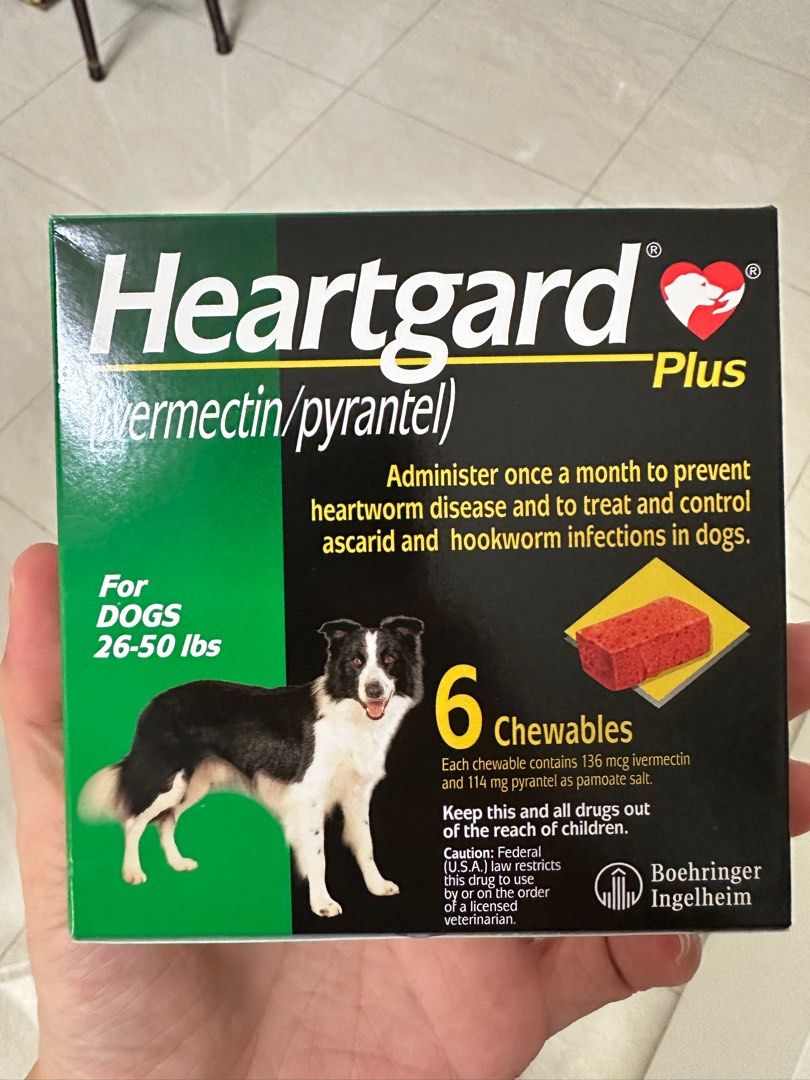 Heartgard® ®
Plus
(ivermectin/pyrantel)
Administer once a month to prevent
heartworm disease and to treat and control
ascarid and hookworm infections in dogs.
For
DOGS
26-50 lbs
6 Chewables
Each chewable contains 136 mcg ivermectin
and 114 mg pyrantel as pamoate salt.
Keep this and all drugs out
of the reach of children.
Caution: Federal
(U.S.A.) law restricts
this drug to use
by or on the order
of a licensed
veterinarian.
Boehringer
Ingelheim